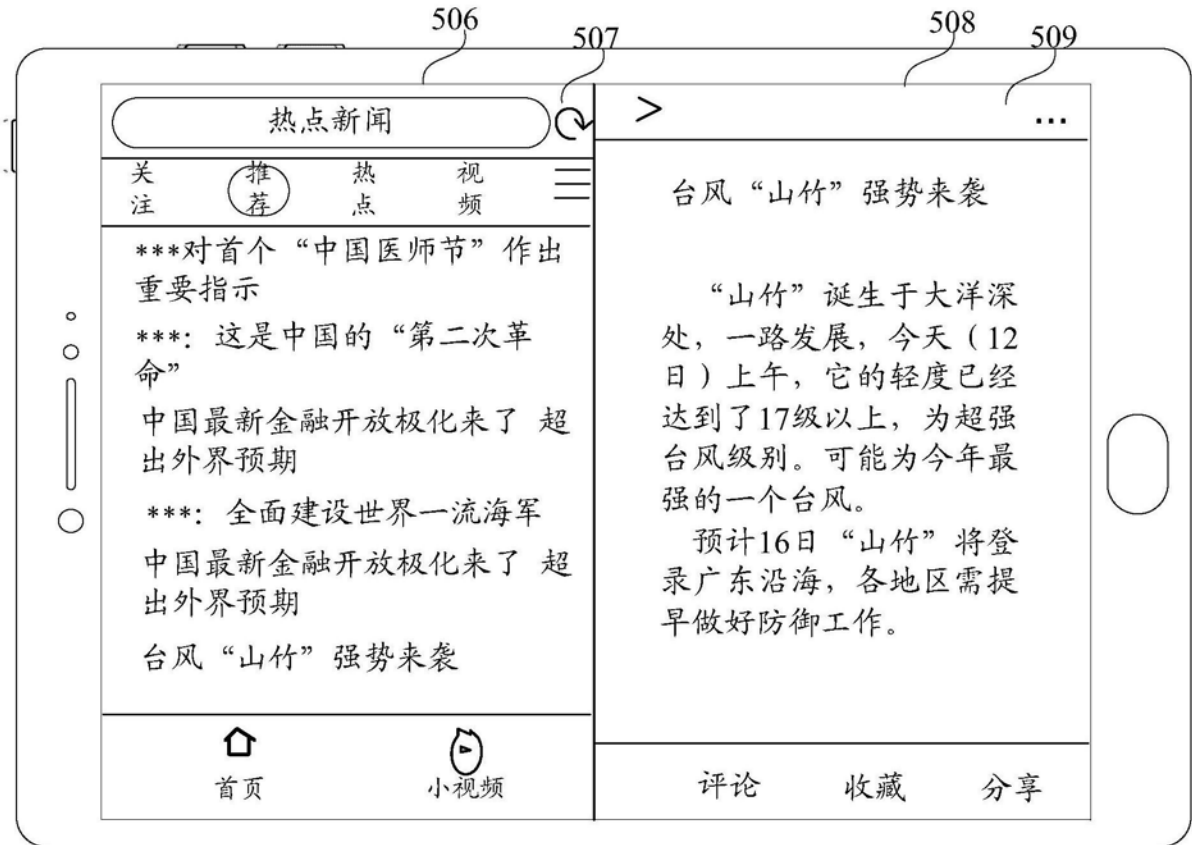 506
507
508
509
热点新闻
关注
推荐
热点
视频
***对首个“中国医师节”作出
重要指示
***：这是中国的“第二次革
命”
中国最新金融开放极化来了 超
出外界预期
***：全面建设世界一流海军
中国最新金融开放极化来了 超
出外界预期
台风“山竹”强势来袭
首页
小视频
>
...
台风“山竹”强势来袭
“山竹”诞生于大洋深
处，一路发展，今天（12
日）上午，它的轻度已经
达到了17级以上，为超强
台风级别。可能为今年最
强的一个台风。
预计16日“山竹”将登
录广东沿海，各地区需提
早做好防御工作。
评论
收藏
分享